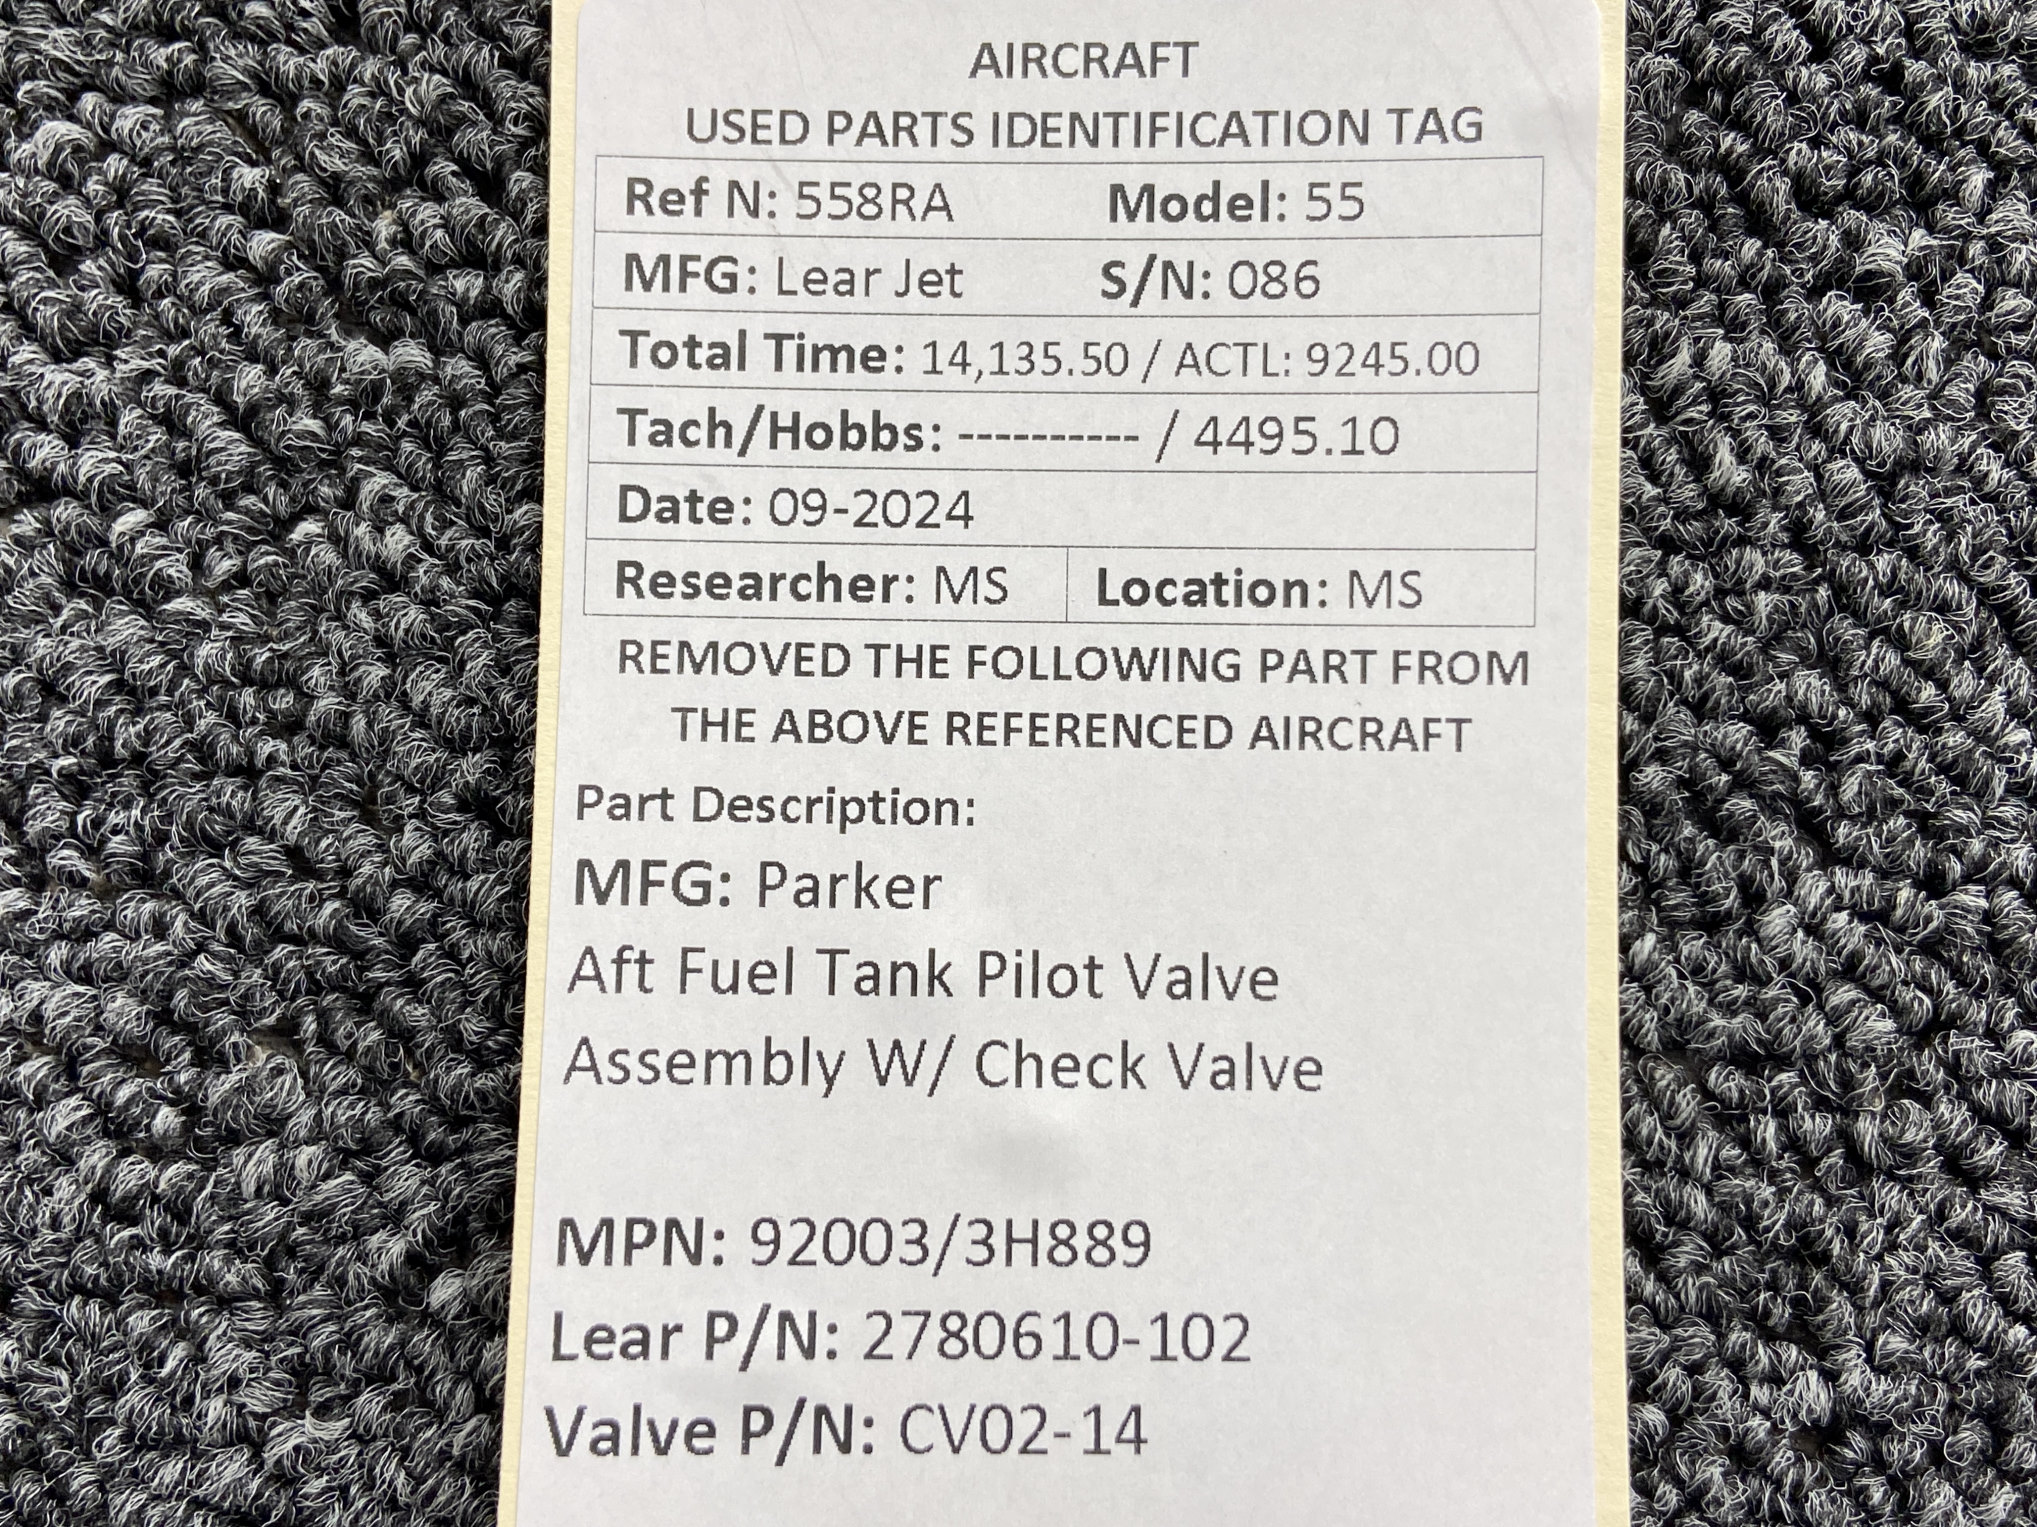 AIRCRAFT
USED PARTS IDENTIFICATION TAG
Ref N: 558RA Model: 55
MFG: Lear Jet S/N: 086
Total Time: 14,135.50 / ACTL: 9245.00
Tach/Hobbs: ---------- / 4495.10
Date: 09-2024
Researcher: MS Location: MS
REMOVED THE FOLLOWING PART FROM
THE ABOVE REFERENCED AIRCRAFT
Part Description:
MFG: Parker
Aft Fuel Tank Pilot Valve
Assembly W/ Check Valve
MPN: 92003/3H889
Lear P/N: 2780610-102
Valve P/N: CV02-14